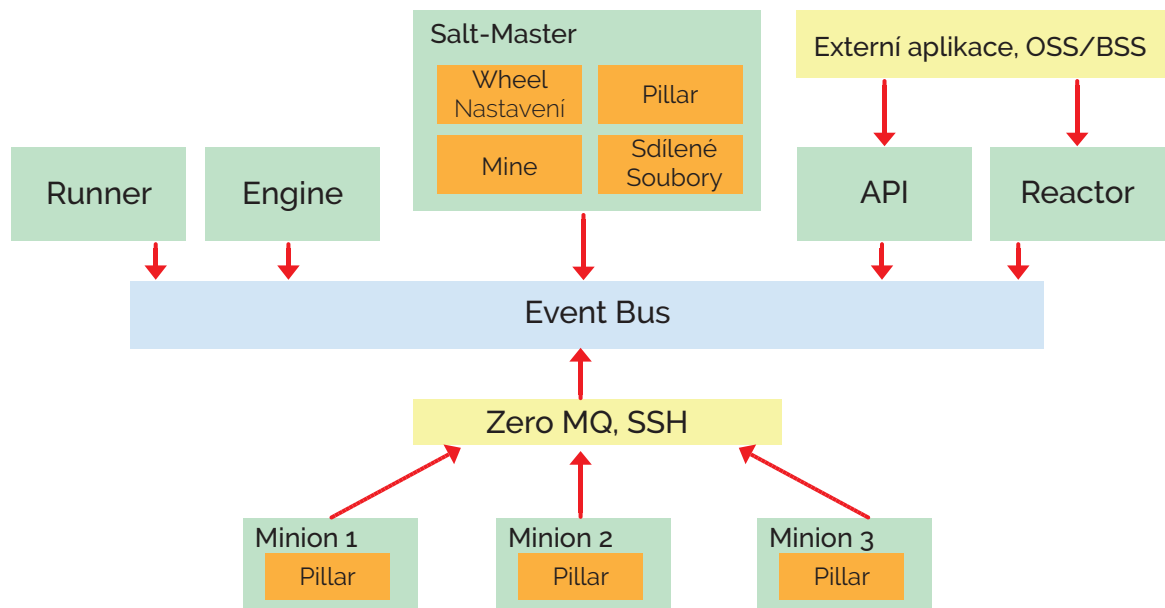 Salt-Master
Wheel
Nastavení
Pillar
Mine
Sdílené
Soubory
Externí aplikace, OSS/BSS
Runner
Engine
API
Reactor
Event Bus
Zero MQ, SSH
Minion 1
Pillar
Minion 2
Pillar
Minion 3
Pillar